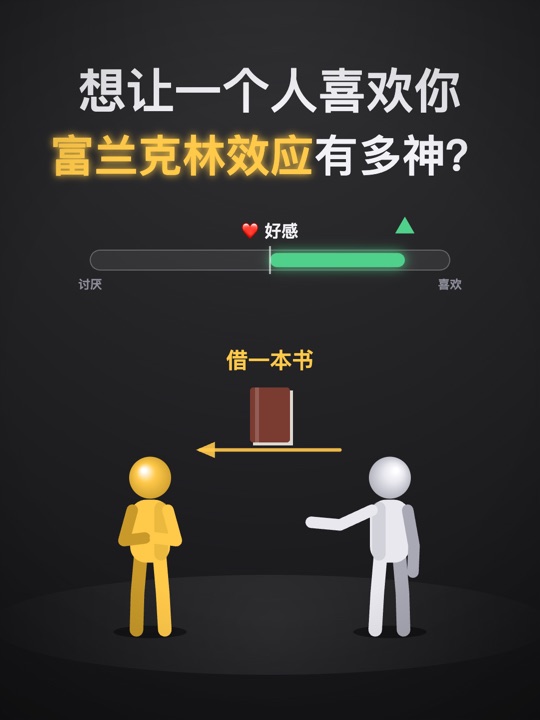 想让一个人喜欢你
富兰克林效应有多神？
❤️ 好感
讨厌
喜欢
借一本书